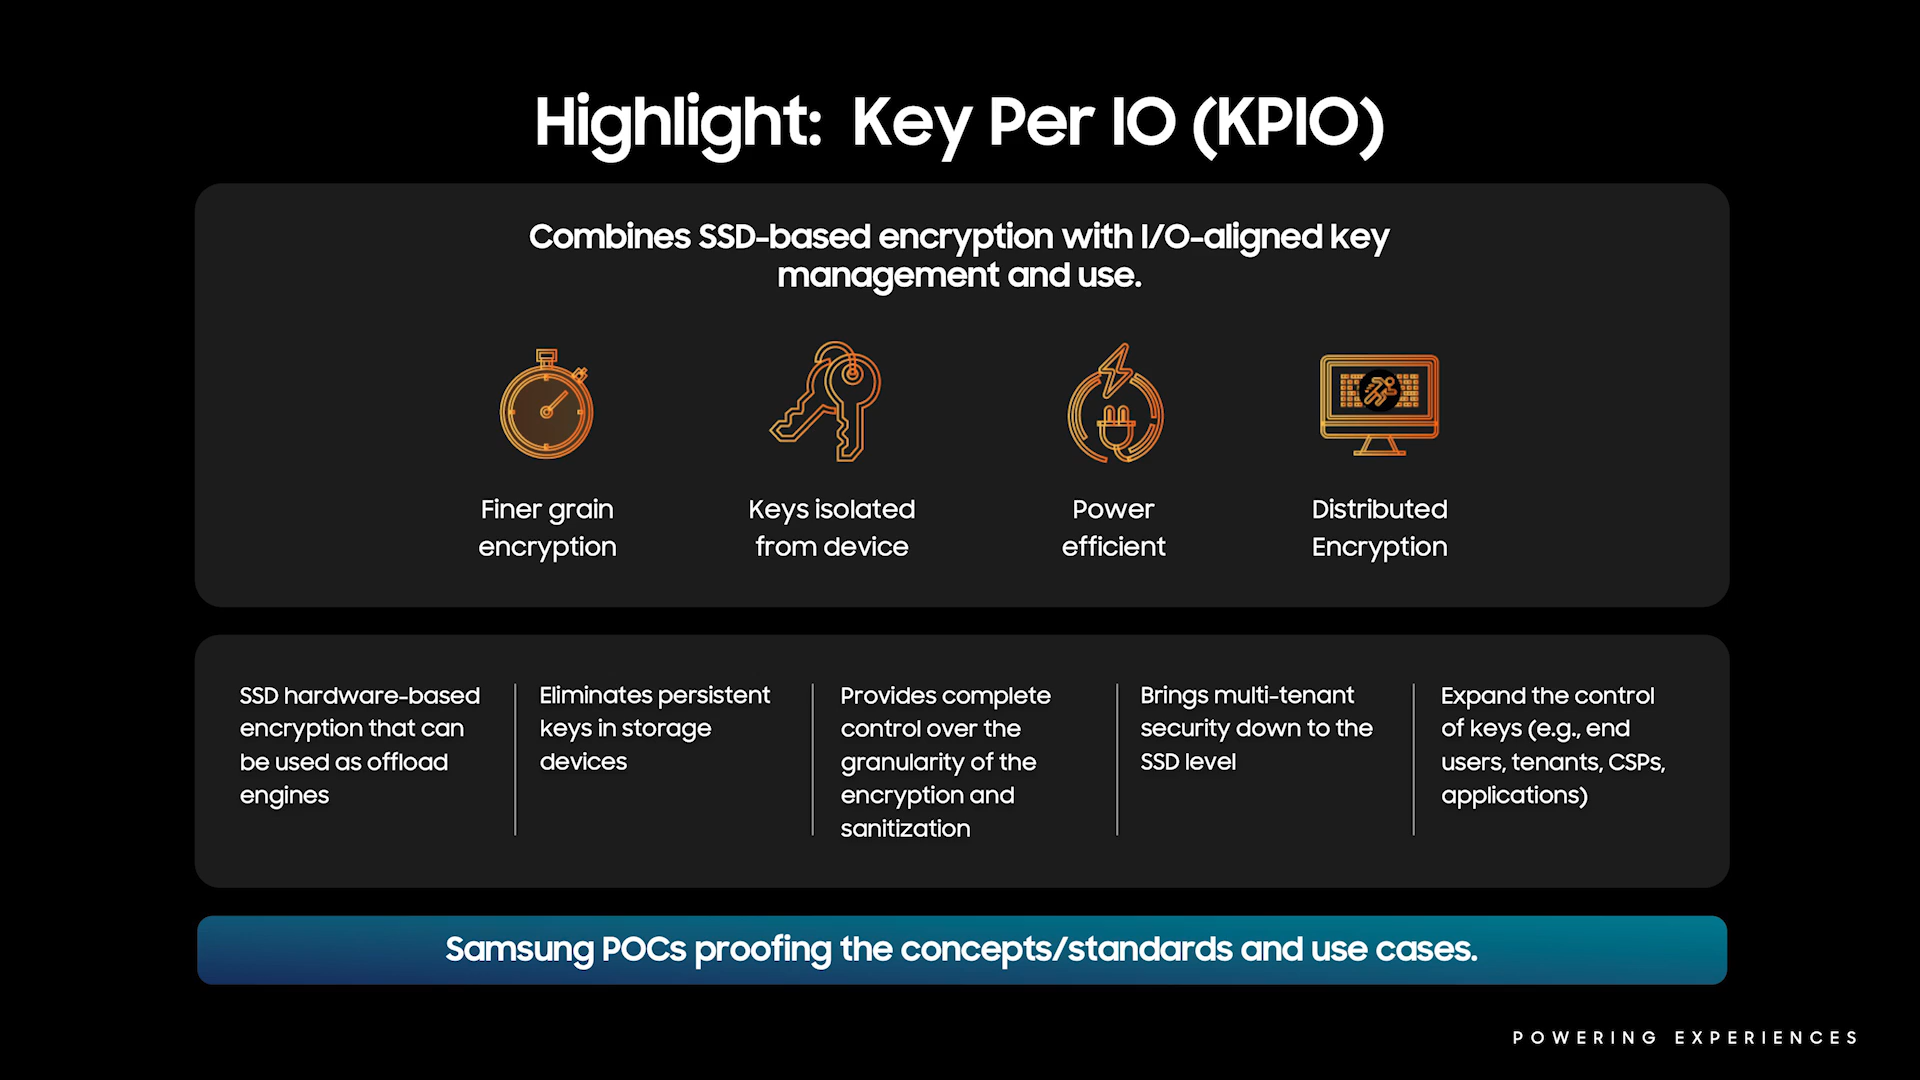 Highlight: Key Per IO (KPIO)
Combines SSD-based encryption with I/O-aligned key
management and use.
Finer grain
encryption
Keys isolated
from device
Power
efficient
Distributed
Encryption
SSD hardware-based
encryption that can
be used as offload
engines
Eliminates persistent
keys in storage
devices
Provides complete
control over the
granularity of the
encryption and
sanitization
Brings multi-tenant
security down to the
SSD level
Expand the control
of keys (e.g., end
users, tenants, CSPs,
applications)
Samsung POCs proofing the concepts/standards and use cases.
POWERING EXPERIENCES